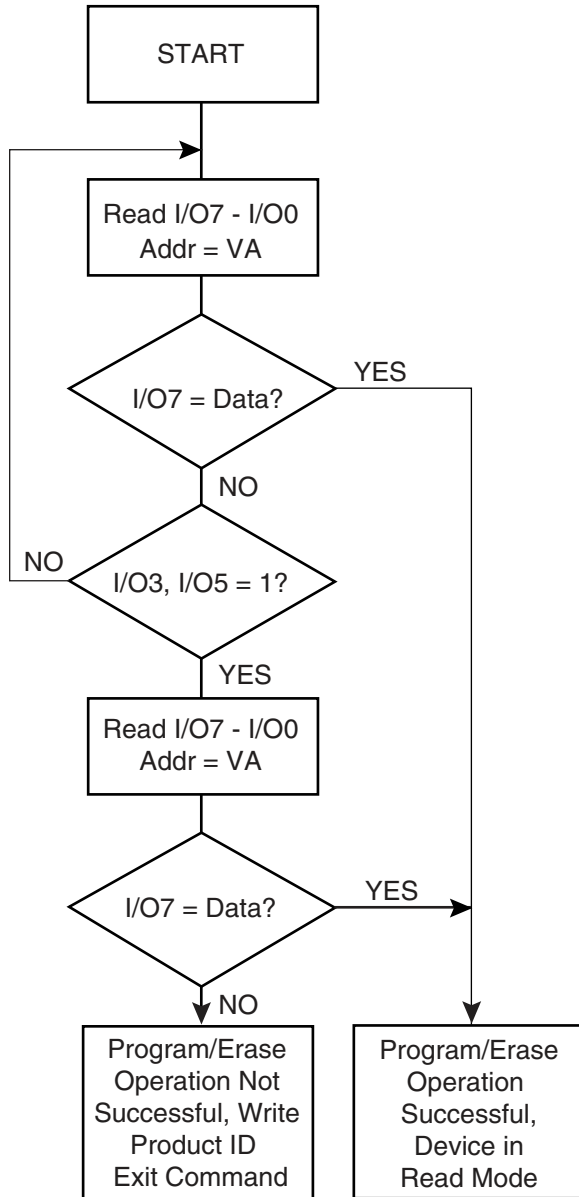 START
Read I/O7 - I/O0
Addr = VA
I/O7 = Data?
YES
NO
I/O3, I/O5 = 1?
NO
YES
Read I/O7 - I/O0
Addr = VA
I/O7 = Data?
YES
NO
Program/Erase
Operation Not
Successful, Write
Product ID
Exit Command
Program/Erase
Operation
Successful,
Device in
Read Mode